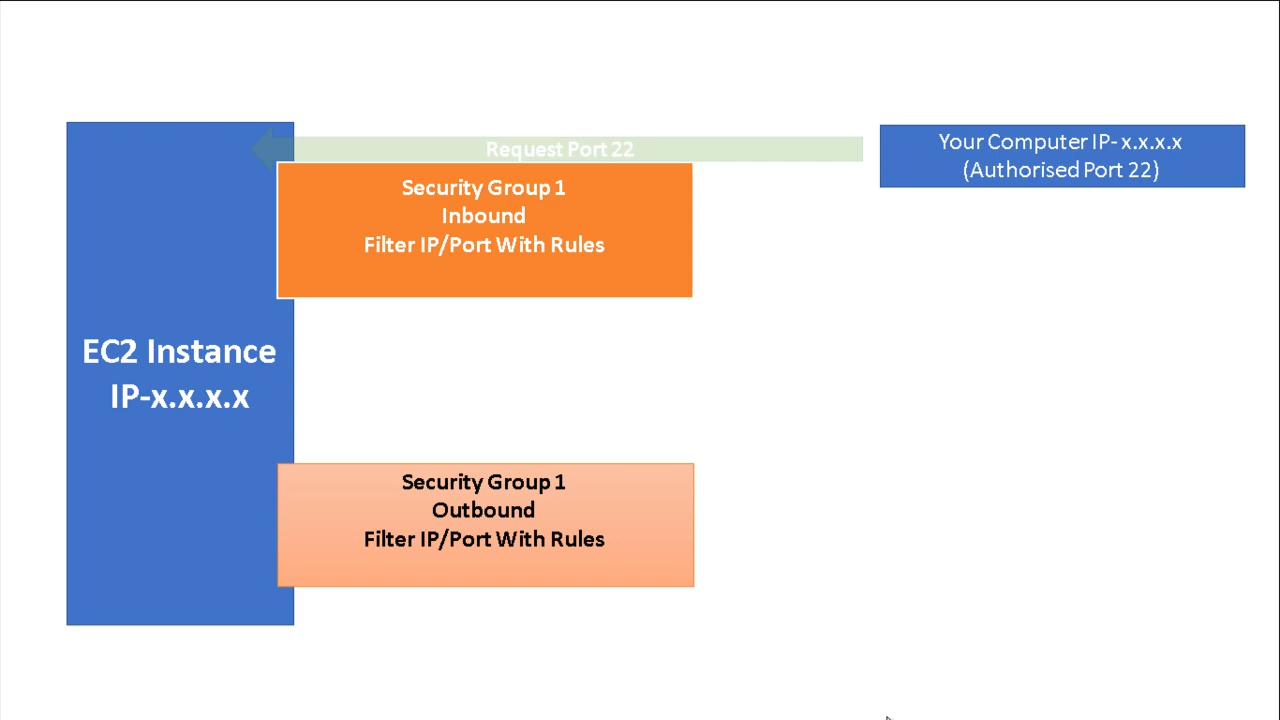 Request Port 22
Your Computer IP- x.x.x.x
(Authorised Port 22)
Security Group 1
Inbound
Filter IP/Port With Rules
EC2 Instance
IP-x.x.x.x
Security Group 1
Outbound
Filter IP/Port With Rules